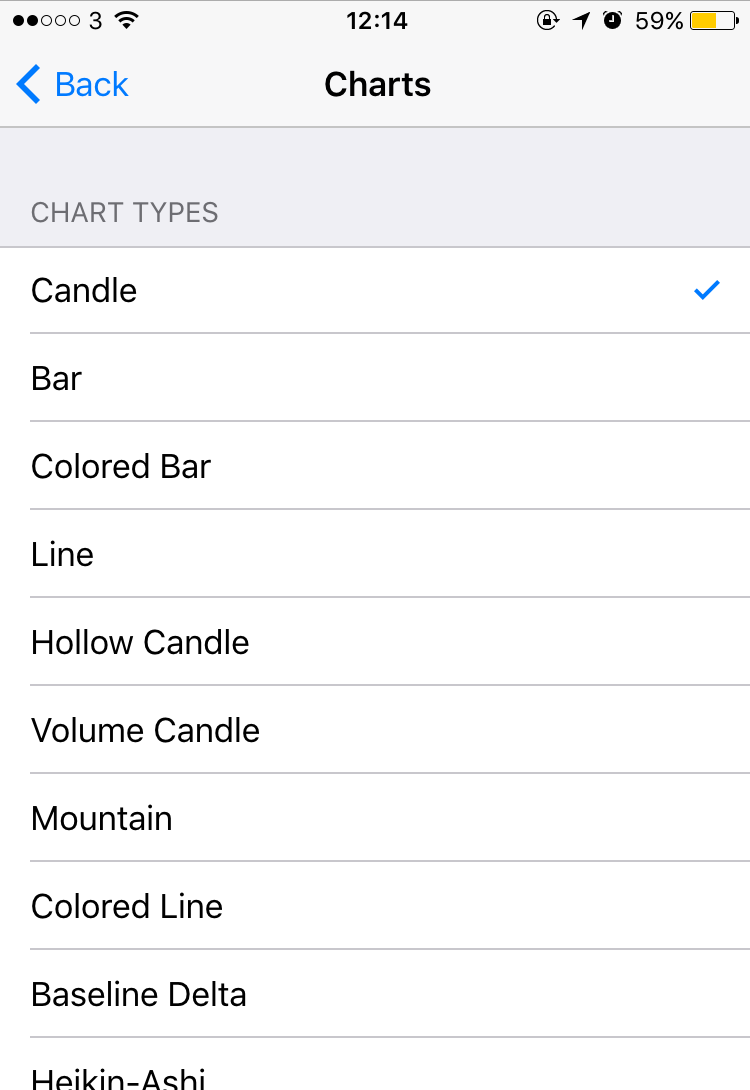 3 12:14 59%
Back Charts
CHART TYPES
Candle
Bar
Colored Bar
Line
Hollow Candle
Volume Candle
Mountain
Colored Line
Baseline Delta
Heikin-Ashi